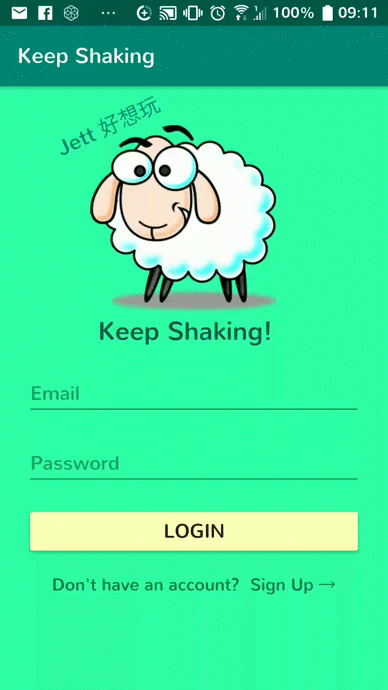 100% 09:11
Keep Shaking
Jett 好想玩
Keep Shaking!
Email
Password
LOGIN
Don't have an account? Sign Up →